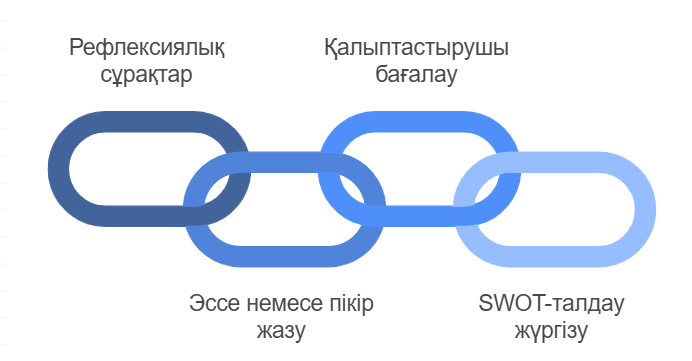 Рефлексиялық
сұрақтар
Қалыптастырушы
бағалау
Эссе немесе пікір
жазу
SWOT-талдау
жүргізу